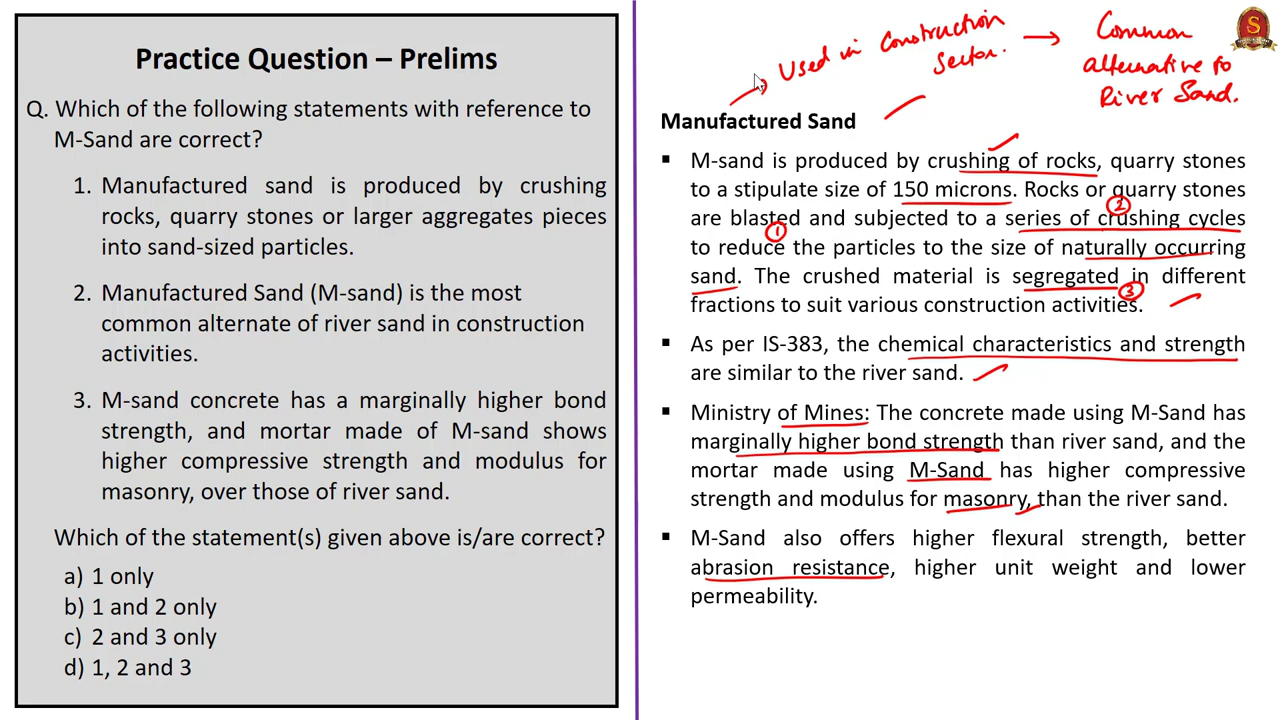 Practice Question – Prelims
Q. Which of the following statements with reference to
M-Sand are correct?
1. Manufactured sand is produced by crushing
rocks, quarry stones or larger aggregates pieces
into sand-sized particles.
2. Manufactured Sand (M-sand) is the most
common alternate of river sand in construction
activities.
3. M-sand concrete has a marginally higher bond
strength, and mortar made of M-sand shows
higher compressive strength and modulus for
masonry, over those of river sand.
Which of the statement(s) given above is/are correct?
a) 1 only
b) 1 and 2 only
c) 2 and 3 only
d) 1, 2 and 3
Used in Construction
Sector.
Common
alternative to
River Sand.
S
Manufactured Sand
▪ M-sand is produced by crushing of rocks, quarry stones
to a stipulate size of 150 microns. Rocks or quarry stones
are blasted and subjected to a series of crushing cycles
to reduce the particles to the size of naturally occurring
sand. The crushed material is segregated in different
fractions to suit various construction activities.
1
2
3
▪ As per IS-383, the chemical characteristics and strength
are similar to the river sand.
▪ Ministry of Mines: The concrete made using M-Sand has
marginally higher bond strength than river sand, and the
mortar made using M-Sand has higher compressive
strength and modulus for masonry, than the river sand.
▪ M-Sand also offers higher flexural strength, better
abrasion resistance, higher unit weight and lower
permeability.